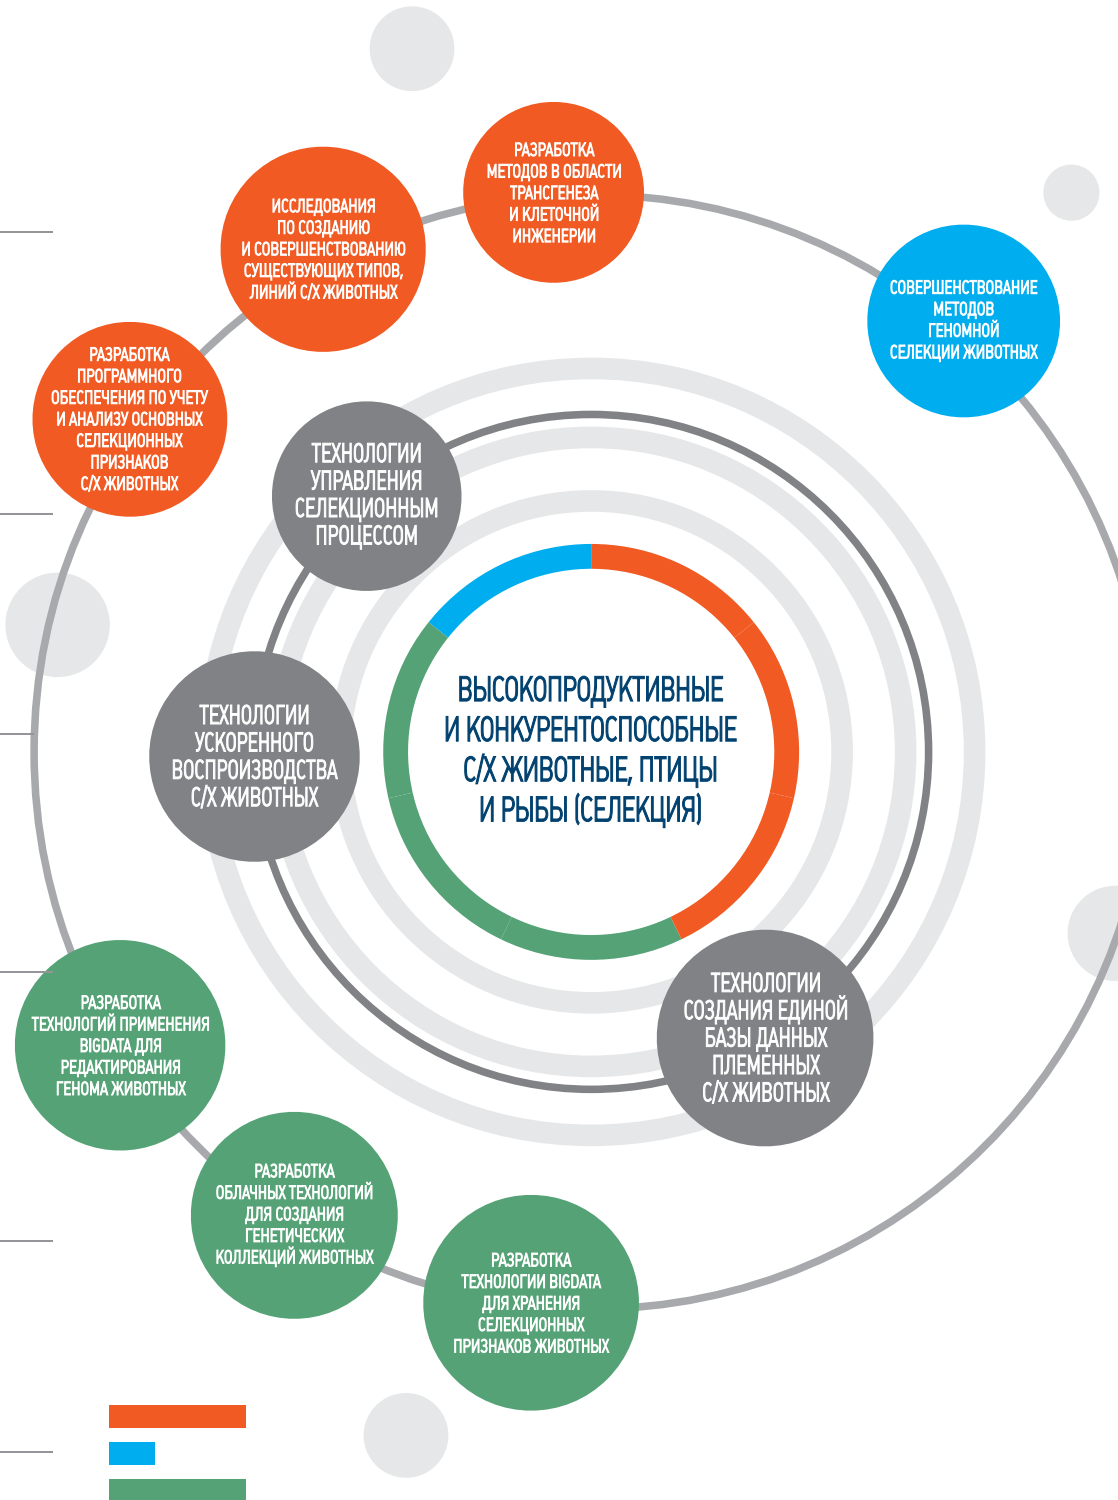 РАЗРАБОТКА
МЕТОДОВ В ОБЛАСТИ
ТРАНСГЕНЕЗА
И КЛЕТОЧНОЙ
ИНЖЕНЕРИИ
ИССЛЕДОВАНИЯ
ПО СОЗДАНИЮ
И СОВЕРШЕНСТВОВАНИЮ
СУЩЕСТВУЮЩИХ ТИПОВ,
ЛИНИЙ С/Х ЖИВОТНЫХ
СОВЕРШЕНСТВОВАНИЕ
МЕТОДОВ
ГЕНОМНОЙ
СЕЛЕКЦИИ ЖИВОТНЫХ
РАЗРАБОТКА
ПРОГРАММНОГО
ОБЕСПЕЧЕНИЯ ПО УЧЕТУ
И АНАЛИЗУ ОСНОВНЫХ
СЕЛЕКЦИОННЫХ
ПРИЗНАКОВ
С/Х ЖИВОТНЫХ
ТЕХНОЛОГИИ
УПРАВЛЕНИЯ
СЕЛЕКЦИОННЫМ
ПРОЦЕССОМ
ВЫСОКОПРОДУКТИВНЫЕ
И КОНКУРЕНТОСПОСОБНЫЕ
С/Х ЖИВОТНЫЕ, ПТИЦЫ
И РЫБЫ (СЕЛЕКЦИЯ)
ТЕХНОЛОГИИ
УСКОРЕННОГО
ВОСПРОИЗВОДСТВА
С/Х ЖИВОТНЫХ
ТЕХНОЛОГИИ
СОЗДАНИЯ ЕДИНОЙ
БАЗЫ ДАННЫХ
ПЛЕМЕННЫХ
С/Х ЖИВОТНЫХ
РАЗРАБОТКА
ТЕХНОЛОГИЙ ПРИМЕНЕНИЯ
BIGDATA ДЛЯ
РЕДАКТИРОВАНИЯ
ГЕНОМА ЖИВОТНЫХ
РАЗРАБОТКА
ОБЛАЧНЫХ ТЕХНОЛОГИЙ
ДЛЯ СОЗДАНИЯ
ГЕНЕТИЧЕСКИХ
КОЛЛЕКЦИЙ ЖИВОТНЫХ
РАЗРАБОТКА
ТЕХНОЛОГИИ BIGDATA
ДЛЯ ХРАНЕНИЯ
СЕЛЕКЦИОННЫХ
ПРИЗНАКОВ ЖИВОТНЫХ